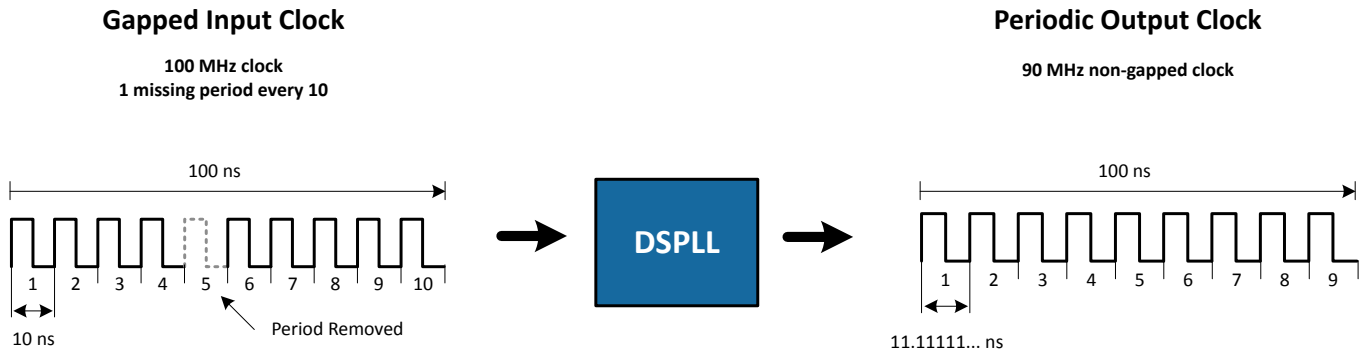 Gapped Input Clock
100 MHz clock
1 missing period every 10
100 ns
1 2 3 4 5 6 7 8 9 10
10 ns
Period Removed
DSPLL
Periodic Output Clock
90 MHz non-gapped clock
100 ns
1 2 3 4 5 6 7 8 9
11.11111... ns